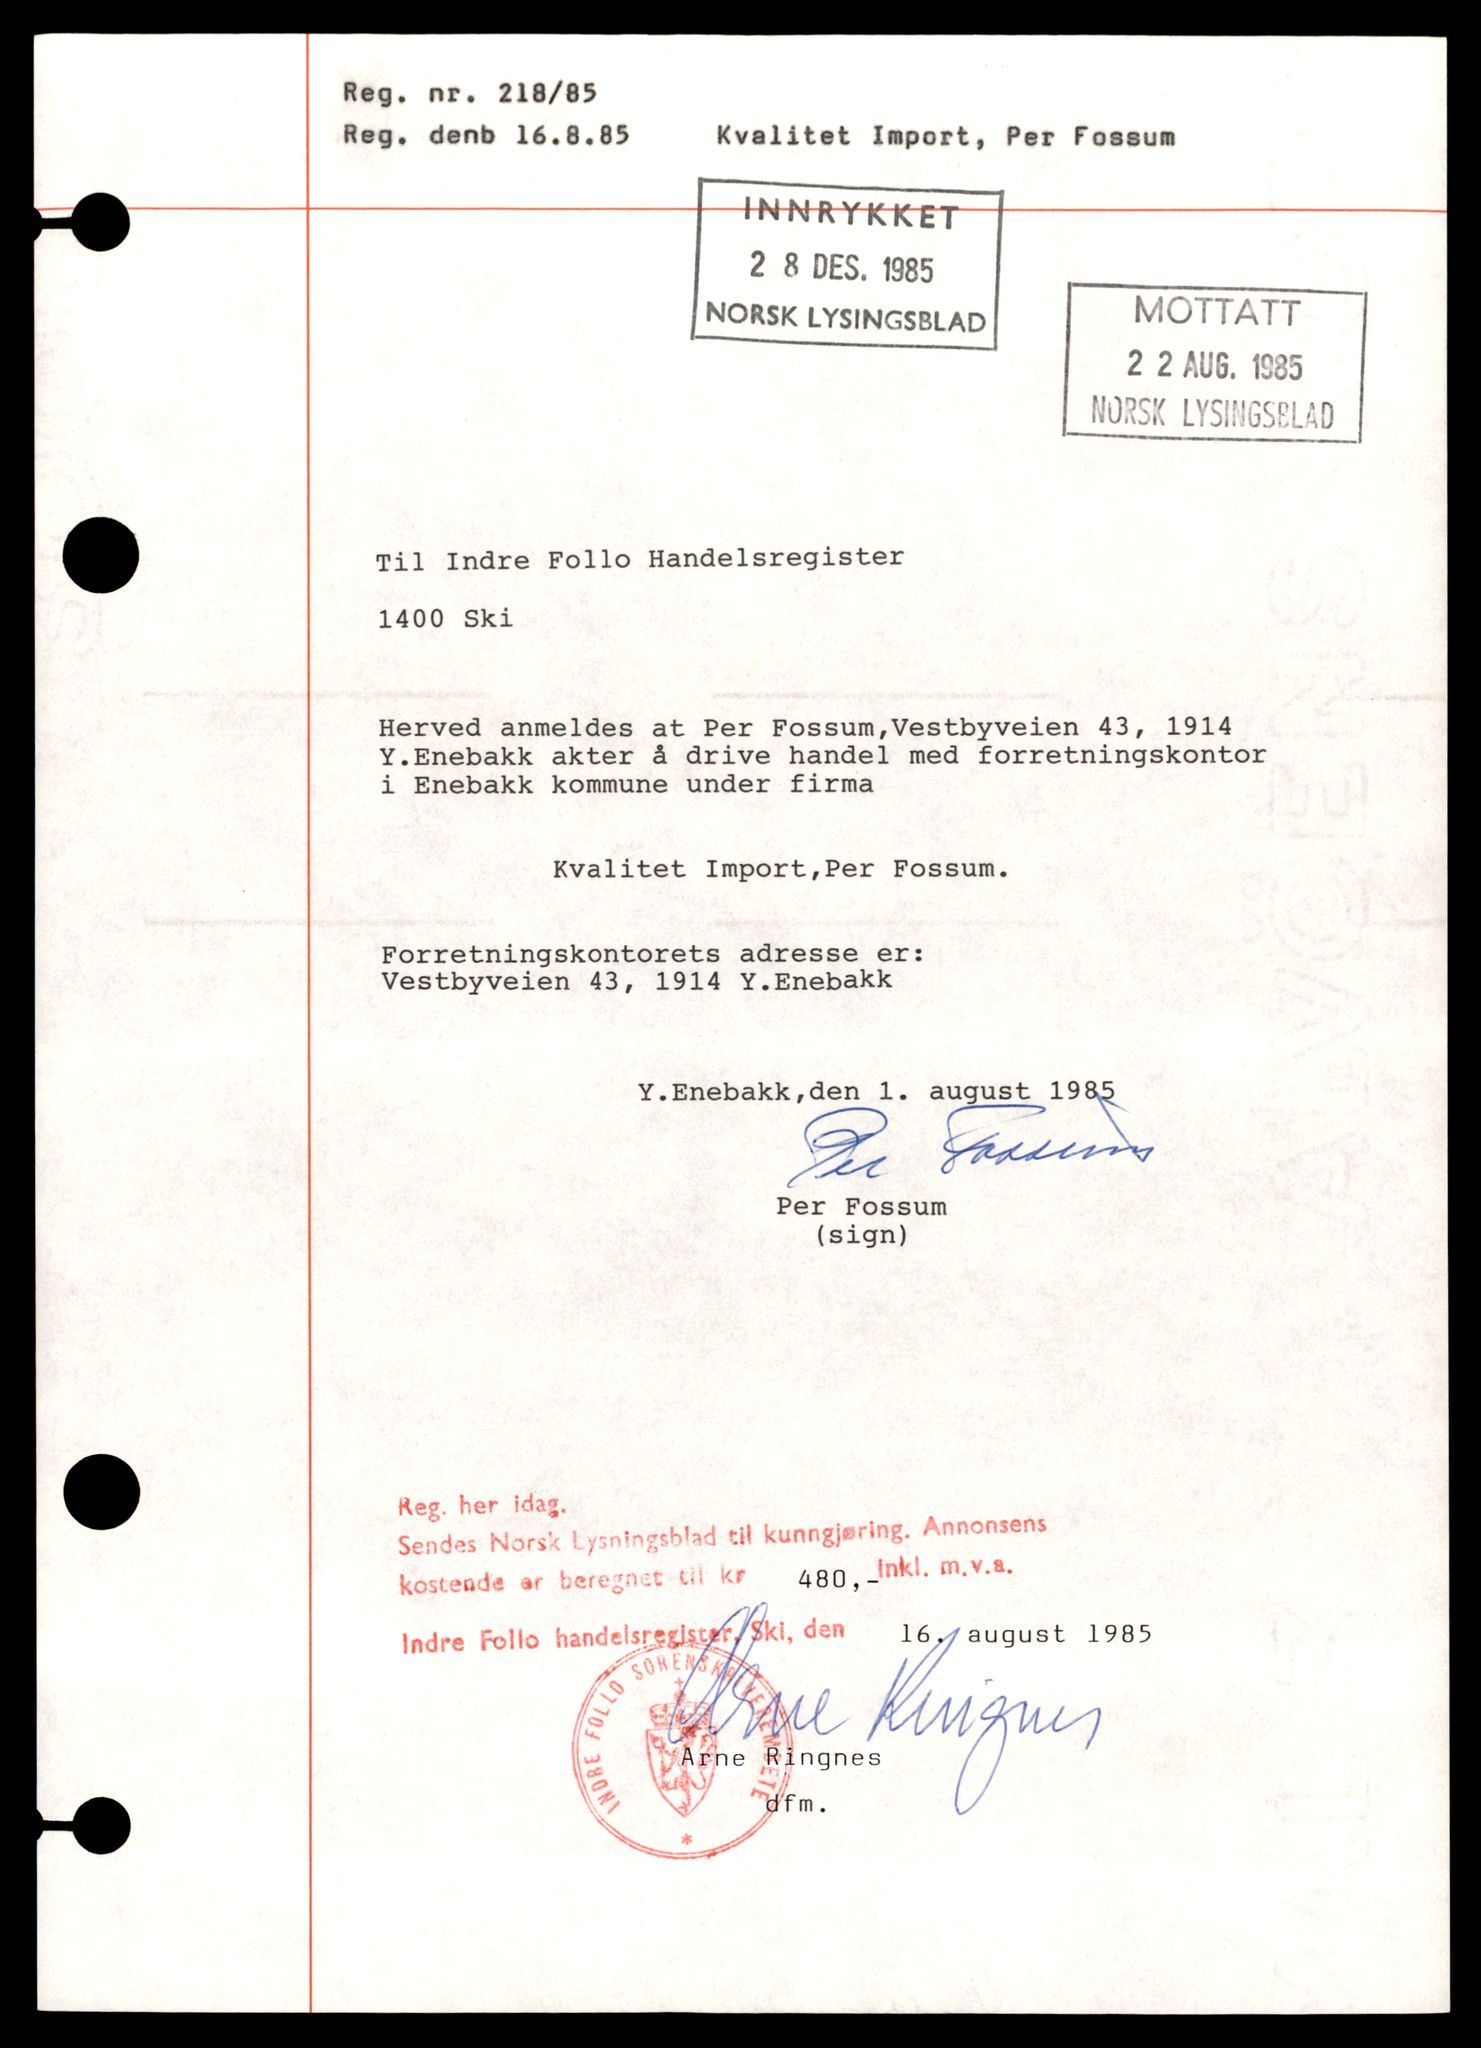 Reg. nr. 218/85
Reg. denb 16.8.85 Kvalitet Import, Per Fossum
INNRYKKET
28 DES. 1985
NORSK LYSINGSBLAD
MOTTATT
22 AUG. 1985
NORSK LYSINGSBLAD
Til Indre Follo Handelsregister
1400 Ski
Herved anmeldes at Per Fossum,Vestbyveien 43, 1914
Y.Enebakk akter å drive handel med forretningskontor
i Enebakk kommune under firma
Kvalitet Import,Per Fossum.
Forretningskontorets adresse er:
Vestbyveien 43, 1914 Y.Enebakk
Y.Enebakk,den 1. august 1985
Per Fossum
Per Fossum
(sign)
Reg. her idag.
Sendes Norsk Lysningsblad til kunngjøring. Annonsens
kostende er beregnet til kr 480,- inkl. m.v.a.
Indre Follo handelsregister, Ski, den 16. august 1985
INDRE FOLLO SORENSKRIVEREMBETE
Arne Ringnes
Arne Ringnes
dfm.